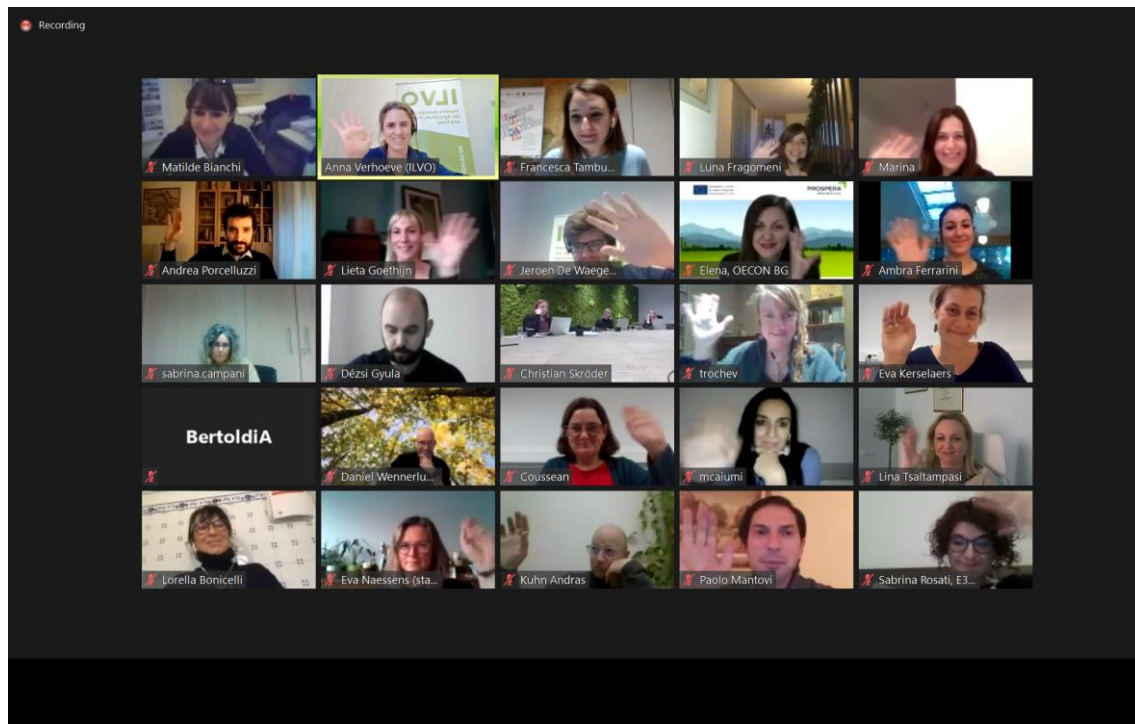 Recording
ILVO
PROSPERA
Matilde Bianchi
Anna Verhoeve (ILVO)
Francesca Tambu...
Luna Fragomeni
Marina
Andrea Porcelluzzi
Lieta Goethijn
Jeroen De Waege...
Elena, OECON BG
Ambra Ferrarini
sabrina.campani
Dézsi Gyula
Christian Skröder
trochev
Eva Kerselaers
BertoldiA
Daniel Wennerlu...
Coussean
mcaiumi
Lina Tsaltampasi
Lorella Bonicelli
Eva Naessens (sta...
Kuhn Andras
Paolo Mantovi
Sabrina Rosati, E3...